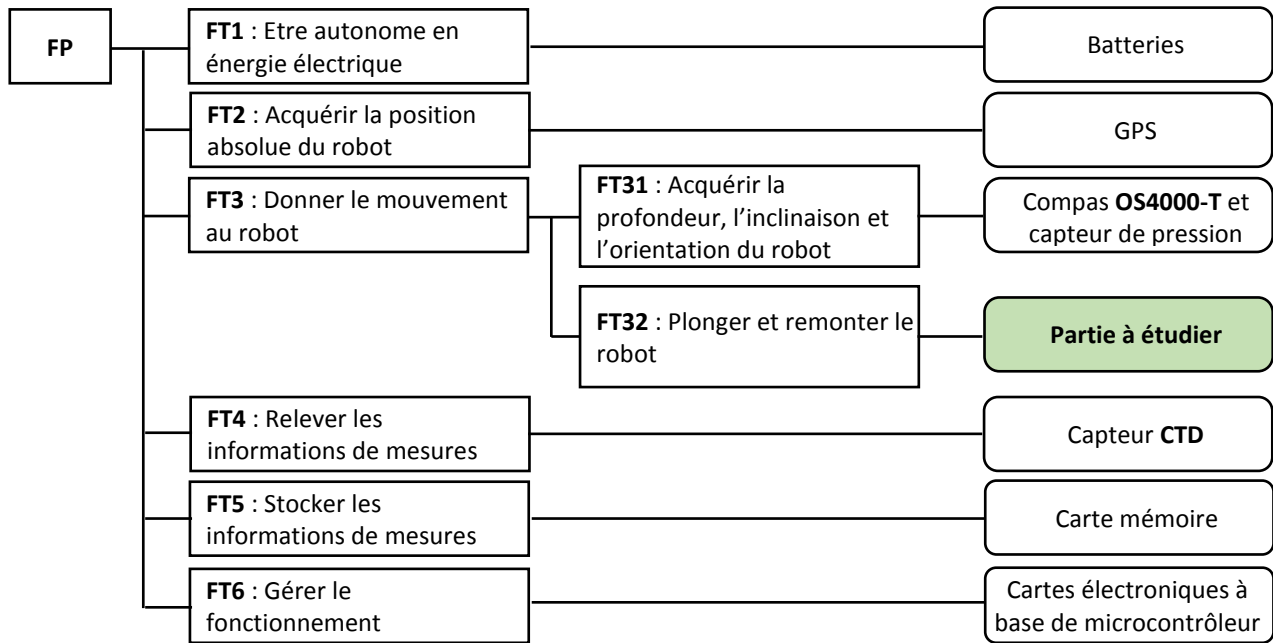 FP
FT1 : Etre autonome en
énergie électrique
Batteries
FT2 : Acquérir la position
absolue du robot
GPS
FT3 : Donner le mouvement
au robot
FT31 : Acquérir la
profondeur, l’inclinaison et
l’orientation du robot
Compas OS4000-T et
capteur de pression
FT32 : Plonger et remonter le
robot
Partie à étudier
FT4 : Relever les
informations de mesures
Capteur CTD
FT5 : Stocker les
informations de mesures
Carte mémoire
FT6 : Gérer le
fonctionnement
Cartes électroniques à
base de microcontrôleur